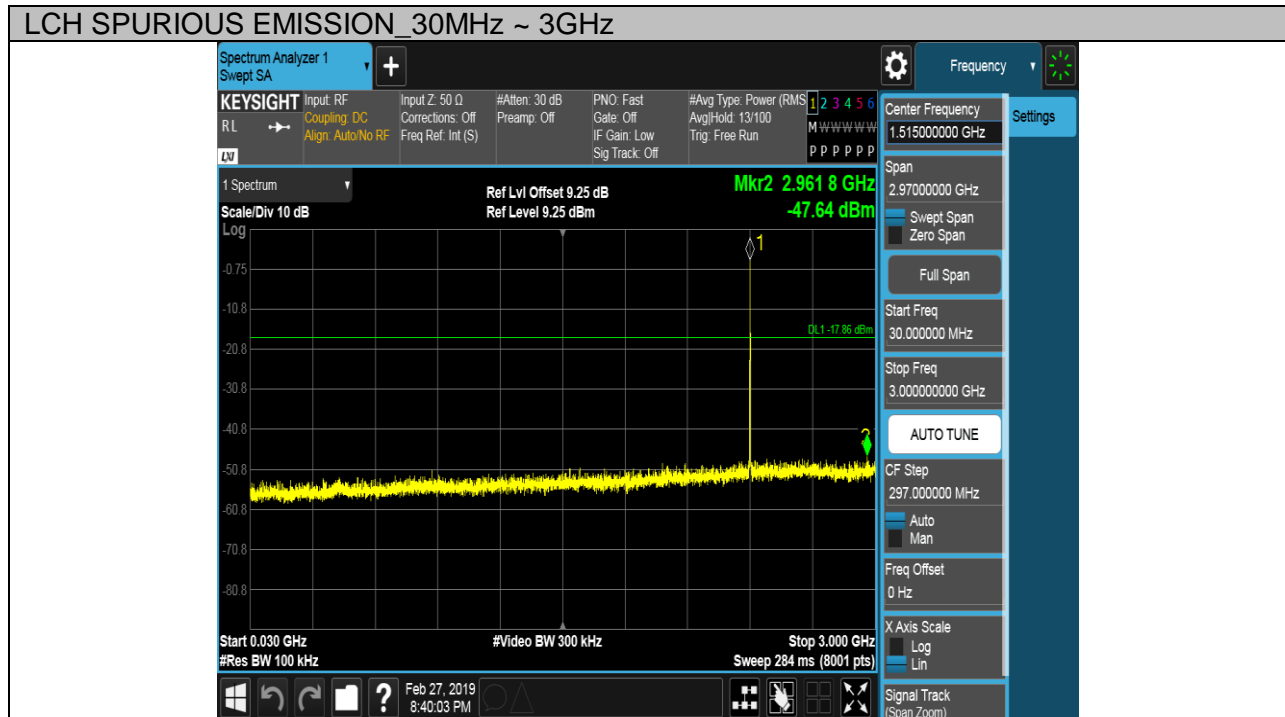 LCH SPURIOUS EMISSION_30MHz ~ 3GHz
Spectrum Analyzer 1
Swept SA
Frequency
KEYSIGHT
RL
LXI
Input: RF
Coupling: DC
Align: Auto/No RF
Input Z: 50 Ω
Corrections: Off
Freq Ref: Int (S)
#Atten: 30 dB
Preamp: Off
PNO: Fast
Gate: Off
IF Gain: Low
Sig Track: Off
#Avg Type: Power (RMS
Avg|Hold: 13/100
Trig: Free Run
1 2 3 4 5 6
M W W W W W
P P P P P P
1 Spectrum
Scale/Div 10 dB
Ref Lvl Offset 9.25 dB
Ref Level 9.25 dBm
Mkr2 2.961 8 GHz
-47.64 dBm
Log
1
-0.75
-10.8
DL1 -17.86 dBm
-20.8
-30.8
-40.8
2
-50.8
-60.8
-70.8
-80.8
Start 0.030 GHz
#Video BW 300 kHz
Stop 3.000 GHz
#Res BW 100 kHz
Sweep 284 ms (8001 pts)
Feb 27, 2019
8:40:03 PM
Center Frequency
1.515000000 GHz
Settings
Span
2.97000000 GHz
Swept Span
Zero Span
Full Span
Start Freq
30.000000 MHz
Stop Freq
3.000000000 GHz
AUTO TUNE
CF Step
297.000000 MHz
Auto
Man
Freq Offset
0 Hz
X Axis Scale
Log
Lin
Signal Track
(Span Zoom)